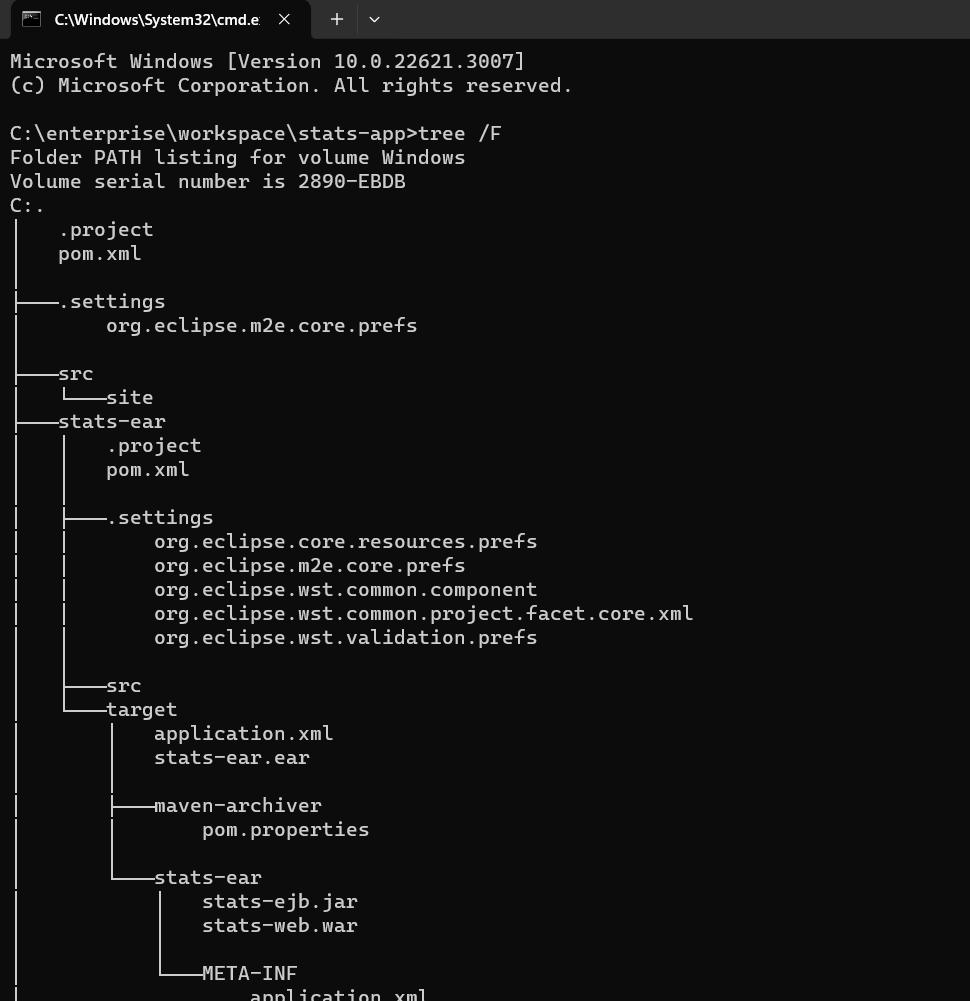 C:\Windows\System32\cmd.e
Microsoft Windows [Version 10.0.22621.3007]
(c) Microsoft Corporation. All rights reserved.
C:\enterprise\workspace\stats-app>tree /F
Folder PATH listing for volume Windows
Volume serial number is 2890-EBDB
C:.
.project
pom.xml
.settings
org.eclipse.m2e.core.prefs
src
site
stats-ear
.project
pom.xml
.settings
org.eclipse.core.resources.prefs
org.eclipse.m2e.core.prefs
org.eclipse.wst.common.component
org.eclipse.wst.common.project.facet.core.xml
org.eclipse.wst.validation.prefs
src
target
application.xml
stats-ear.ear
maven-archiver
pom.properties
stats-ear
stats-ejb.jar
stats-web.war
META-INF
application.xml